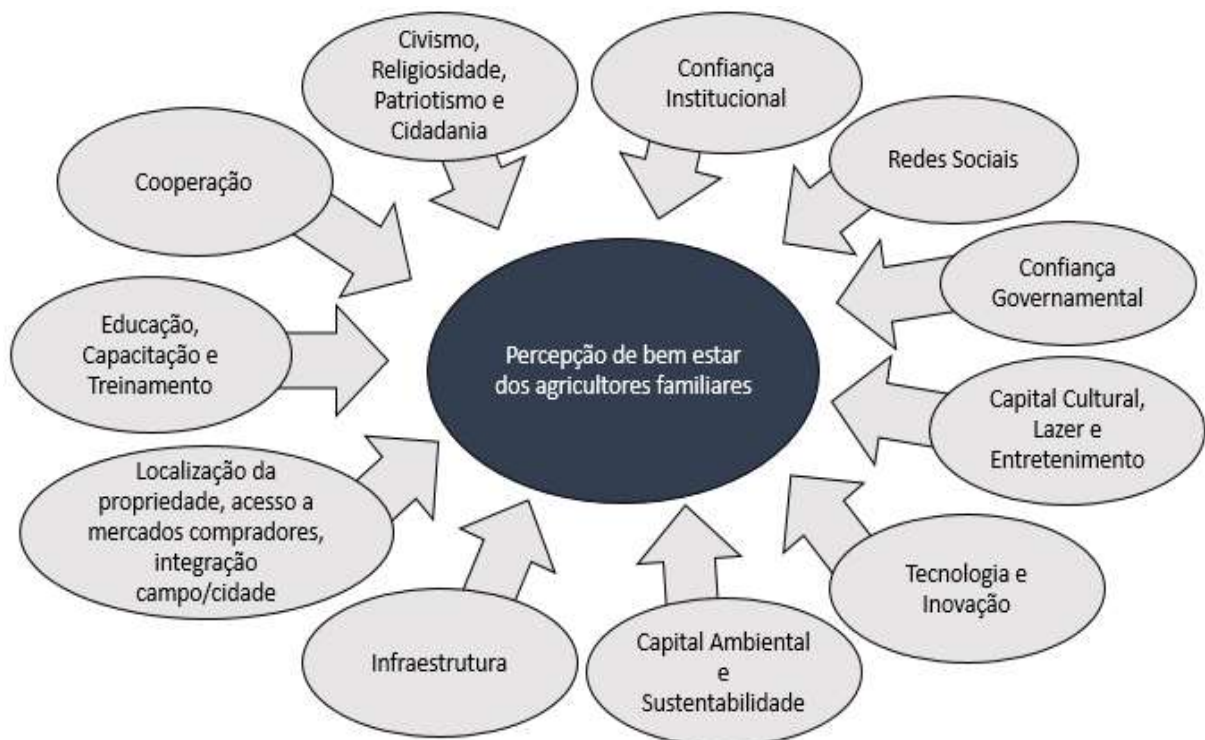 Civismo,
Religiosidade,
Patriotismo e
Cidadania
Confiança
Institucional
Redes Sociais
Cooperação
Confiança
Governamental
Educação,
Capacitação e
Treinamento
Percepção de bem estar
dos agricultores familiares
Capital Cultural,
Lazer e
Entretenimento
Localização da
propriedade, acesso a
mercados compradores,
integração
campo/cidade
Tecnologia e
Inovação
Infraestrutura
Capital Ambiental
e
Sustentabilidade